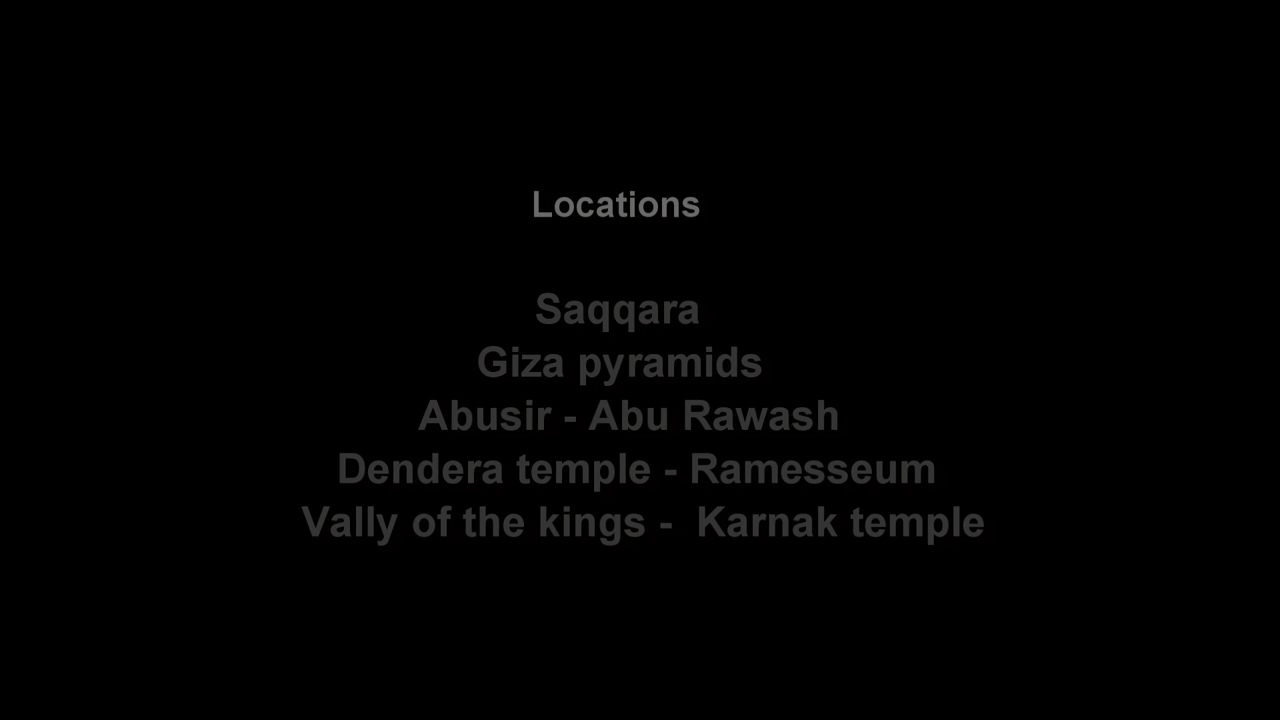 Locations
Saqqara
Giza pyramids
Abusir - Abu Rawash
Dendera temple - Ramesseum
Vally of the kings - Karnak temple